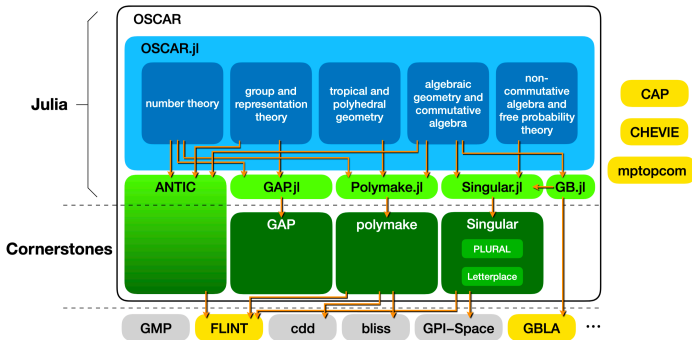 OSCAR
OSCAR.jl
Julia
number theory
group and
representation
theory
tropical and
polyhedral
geometry
algebraic
geometry and
commutative
algebra
non-
commutative
algebra and
free probability
theory
CAP
CHEVIE
mptopcom
ANTIC
GAP.jl
Polymake.jl
Singular.jl
GB.jl
Cornerstones
GAP
polymake
Singular
PLURAL
Letterplace
GMP
FLINT
cdd
bliss
GPI-Space
GBLA
...